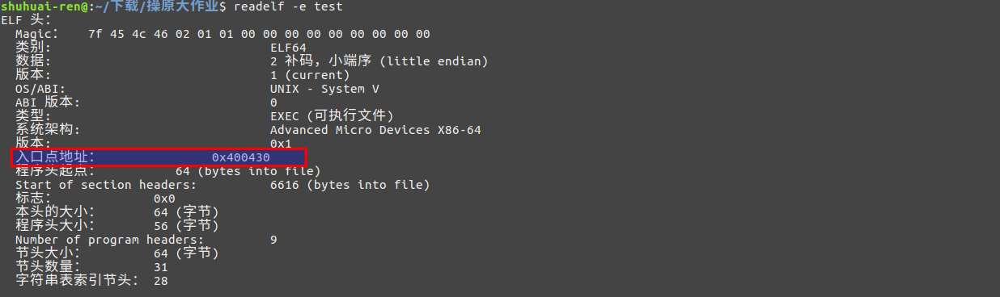 shuhuai-ren@:~/下载/操原大作业$ readelf -e test
ELF 头：
Magic： 7f 45 4c 46 02 01 01 00 00 00 00 00 00 00 00 00
类别: ELF64
数据: 2 补码，小端序 (little endian)
版本: 1 (current)
OS/ABI: UNIX - System V
ABI 版本: 0
类型: EXEC (可执行文件)
系统架构: Advanced Micro Devices X86-64
版本: 0x1
入口点地址： 0x400430
程序头起点： 64 (bytes into file)
Start of section headers: 6616 (bytes into file)
标志： 0x0
本头的大小： 64 (字节)
程序头大小： 56 (字节)
Number of program headers: 9
节头大小： 64 (字节)
节头数量： 31
字符串表索引节头： 28